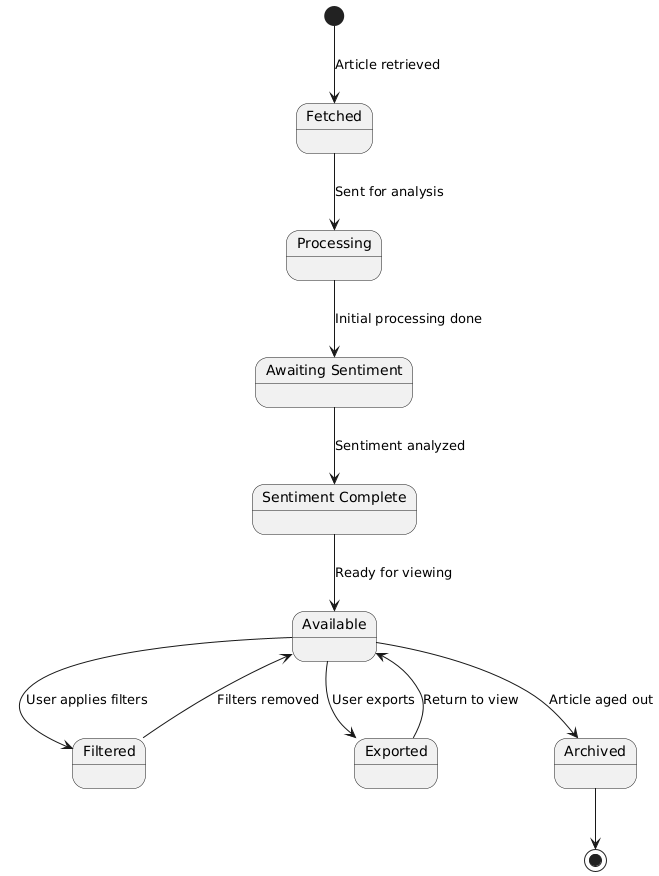 Article retrieved
Fetched
Sent for analysis
Processing
Initial processing done
Awaiting Sentiment
Sentiment analyzed
Sentiment Complete
Ready for viewing
Available
User applies filters
Filters removed
User exports
Return to view
Article aged out
Filtered
Exported
Archived